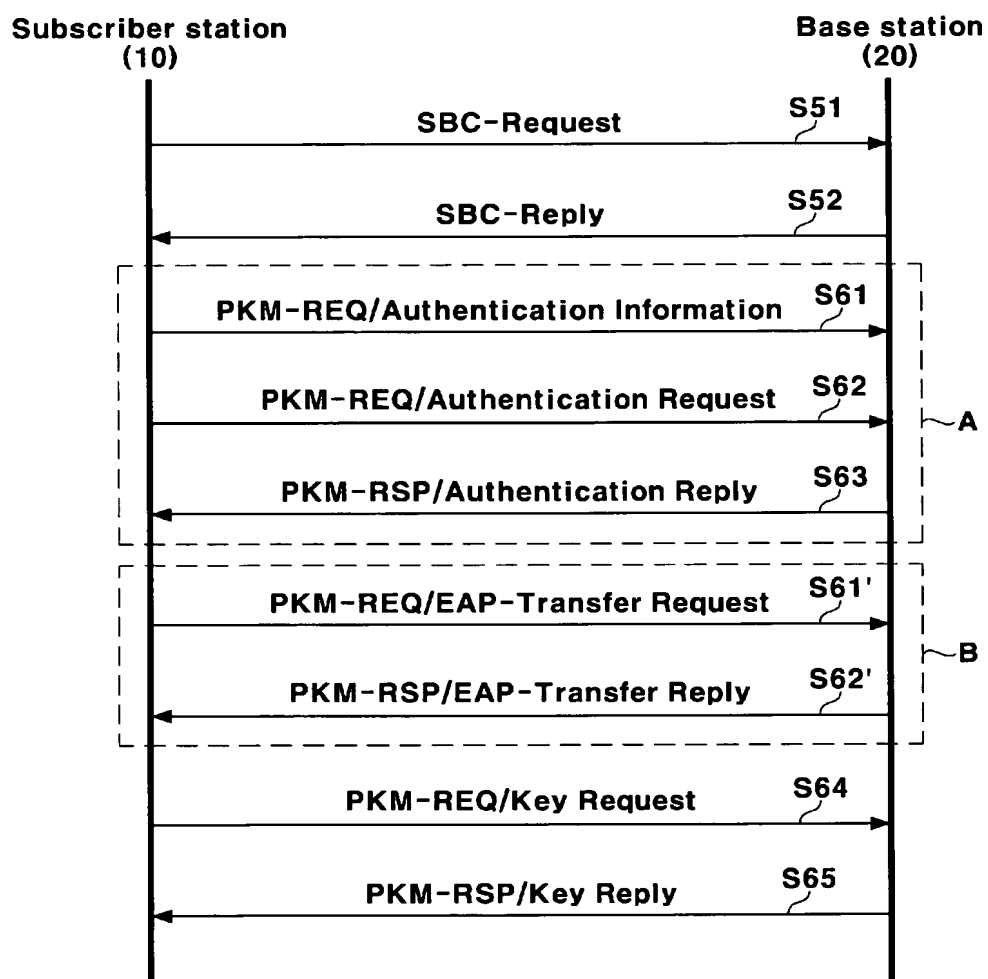 Subscriber station
(10)
Base station
(20)
SBC-Request
S51
SBC-Reply
S52
PKM-REQ/Authentication Information
S61
PKM-REQ/Authentication Request
S62
A
PKM-RSP/Authentication Reply
S63
PKM-REQ/EAP-Transfer Request
S61'
B
PKM-RSP/EAP-Transfer Reply
S62'
PKM-REQ/Key Request
S64
PKM-RSP/Key Reply
S65